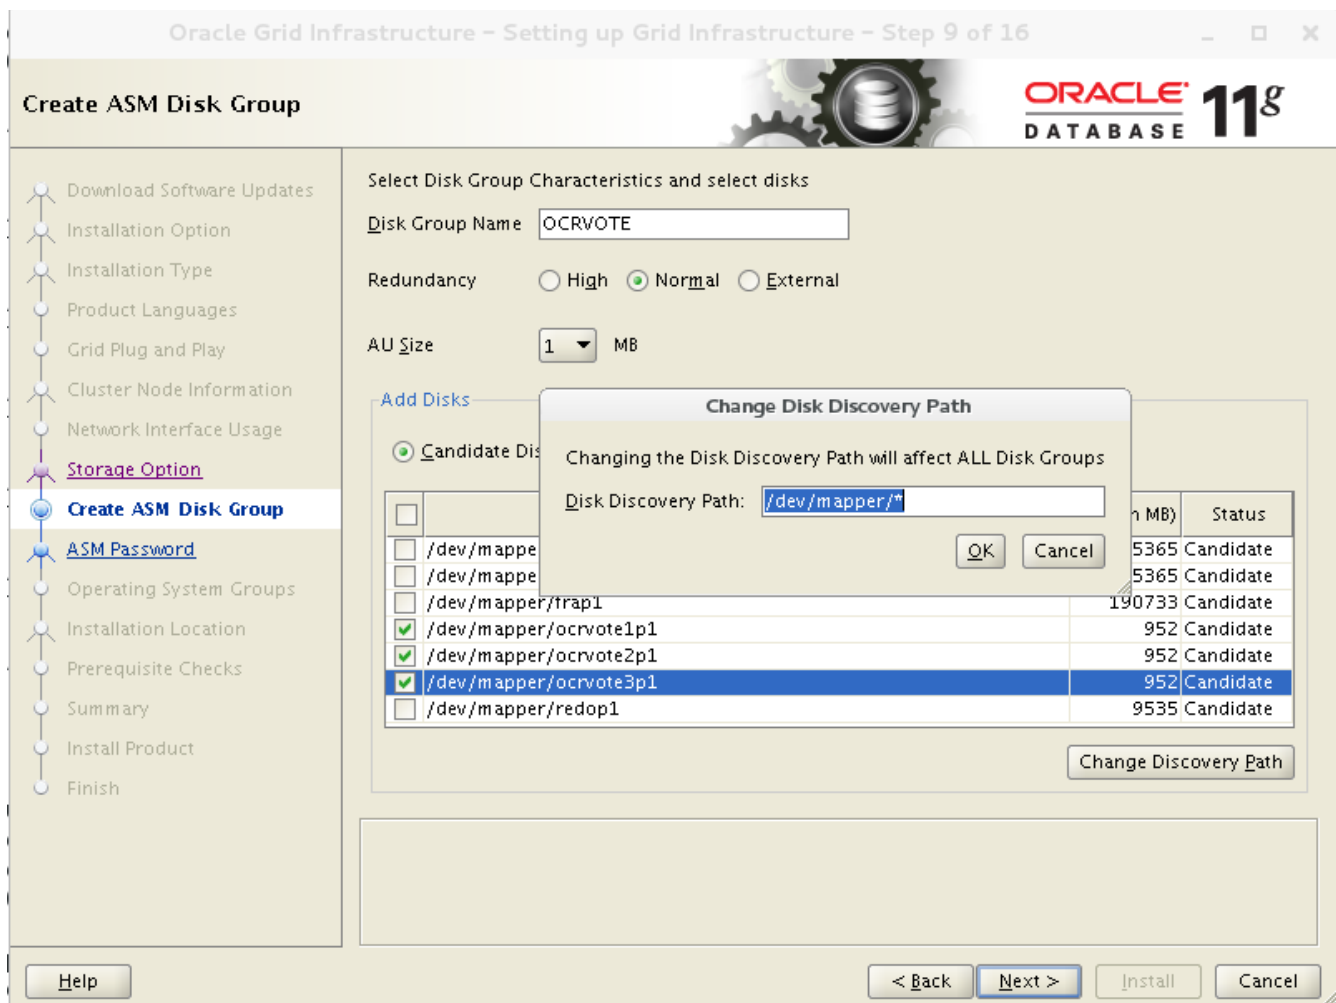 Oracle Grid Infrastructure - Setting up Grid Infrastructure - Step 9 of 16
Create ASM Disk Group
ORACLE
DATABASE
11g
Download Software Updates
Installation Option
Installation Type
Product Languages
Grid Plug and Play
Cluster Node Information
Network Interface Usage
Storage Option
Create ASM Disk Group
ASM Password
Operating System Groups
Installation Location
Prerequisite Checks
Summary
Install Product
Finish
Select Disk Group Characteristics and select disks
Disk Group Name OCRVOTE
Redundancy High Normal External
AU Size 1 MB
Add Disks
Candidate Dis
Change Disk Discovery Path
Changing the Disk Discovery Path will affect ALL Disk Groups
Disk Discovery Path: /dev/mapper/*
OK Cancel
MB) Status
/dev/mappe 5365 Candidate
/dev/mappe 5365 Candidate
/dev/mapper/frap1 190733 Candidate
/dev/mapper/ocrvote1p1 952 Candidate
/dev/mapper/ocrvote2p1 952 Candidate
/dev/mapper/ocrvote3p1 952 Candidate
/dev/mapper/redop1 9535 Candidate
Change Discovery Path
Help < Back Next > Install Cancel